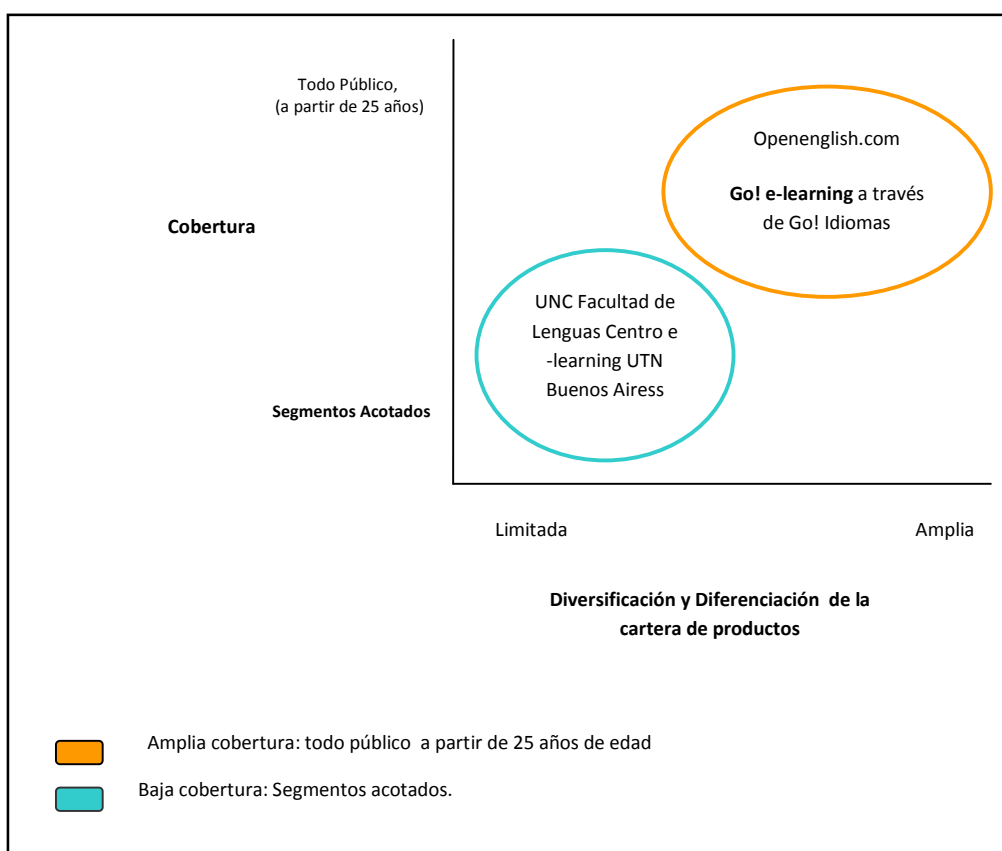 Todo Público,
(a partir de 25 años)
Openenglish.com
Go! e-learning a través
de Go! Idiomas
Cobertura
UNC Facultad de
Lenguas Centro e
-learning UTN
Buenos Airess
Segmentos Acotados
Limitada
Amplia
Diversificación y Diferenciación de la
cartera de productos
Amplia cobertura: todo público a partir de 25 años de edad
Baja cobertura: Segmentos acotados.